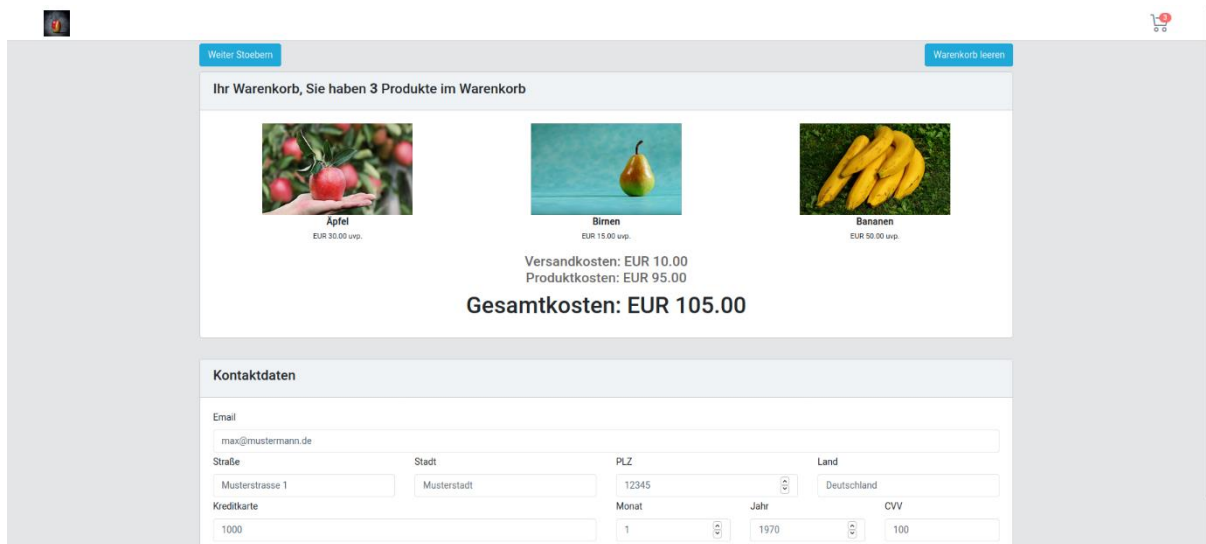 3
Weiter Stoebern
Warenkorb leeren
Ihr Warenkorb, Sie haben 3 Produkte im Warenkorb
Äpfel
EUR 30.00 uvp.
Birnen
EUR 15.00 uvp.
Bananen
EUR 50.00 uvp.
Versandkosten: EUR 10.00
Produktkosten: EUR 95.00
Gesamtkosten: EUR 105.00
Kontaktdaten
Email
max@mustermann.de
Straße Stadt PLZ Land
Musterstrasse 1 Musterstadt 12345 Deutschland
Kreditkarte Monat Jahr CVV
1000 1 1970 100